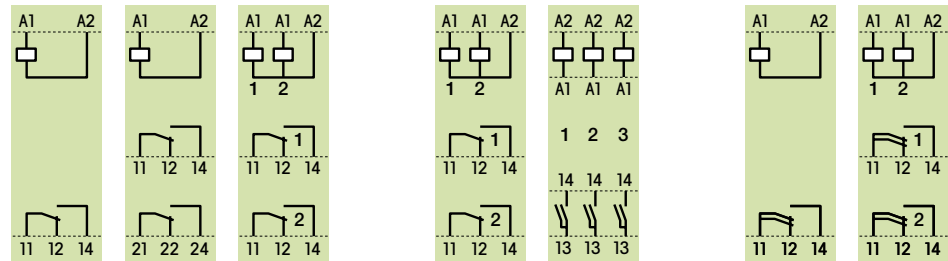 A1 A2 A1 A2 A1 A1 A2 A1 A1 A2 A2 A2 A2 A1 A2 A1 A1 A2
1 2 1 2 A1 A1 A1 1 2
1 1 1 2 3 1
11 12 14 11 12 14 11 12 14 14 14 14 11 12 14
2 2 2
11 12 14 21 22 24 11 12 14 11 12 14 13 13 13 11 12 14 11 12 14